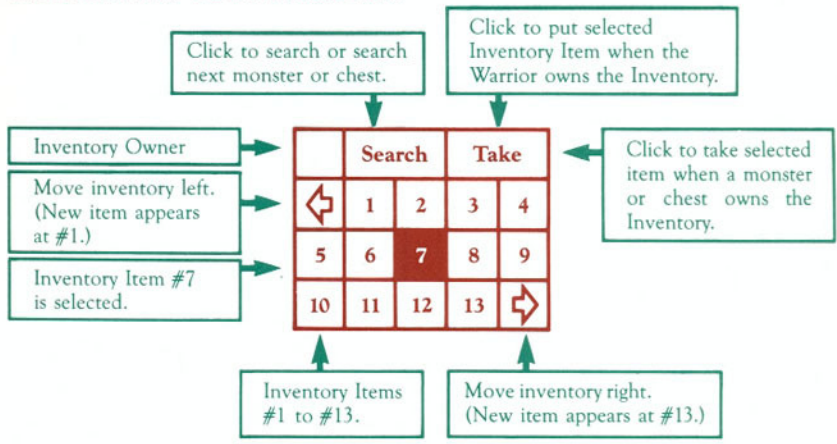 Click to search or search
next monster or chest.
Click to put selected
Inventory Item when the
Warrior owns the Inventory.
Inventory Owner
Search Take
Click to take selected
item when a monster
or chest owns the
Inventory.
Move inventory left.
(New item appears
at #1.)
1 2 3 4
5 6 7 8 9
Inventory Item #7
is selected.
10 11 12 13
Inventory Items
#1 to #13.
Move inventory right.
(New item appears at #13.)